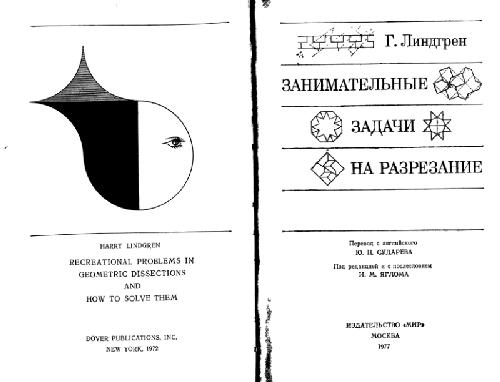 HARRY LINDGREN
RECREATIONAL PROBLEMS IN
GEOMETRIC DISSECTIONS
AND
HOW TO SOLVE THEM
DOVER PUBLICATIONS, INC.
NEW YORK, 1972
Г. Линдгрен
ЗАНИМАТЕЛЬНЫЕ
ЗАДАЧИ
НА РАЗРЕЗАНИЕ
Перевод с английского
Ю. Н. СУДАРЕВА
Под редакцией и с послесловием
И. М. ЯГЛОМА
ИЗДАТЕЛЬСТВО «МИР»
МОСКВА
1977